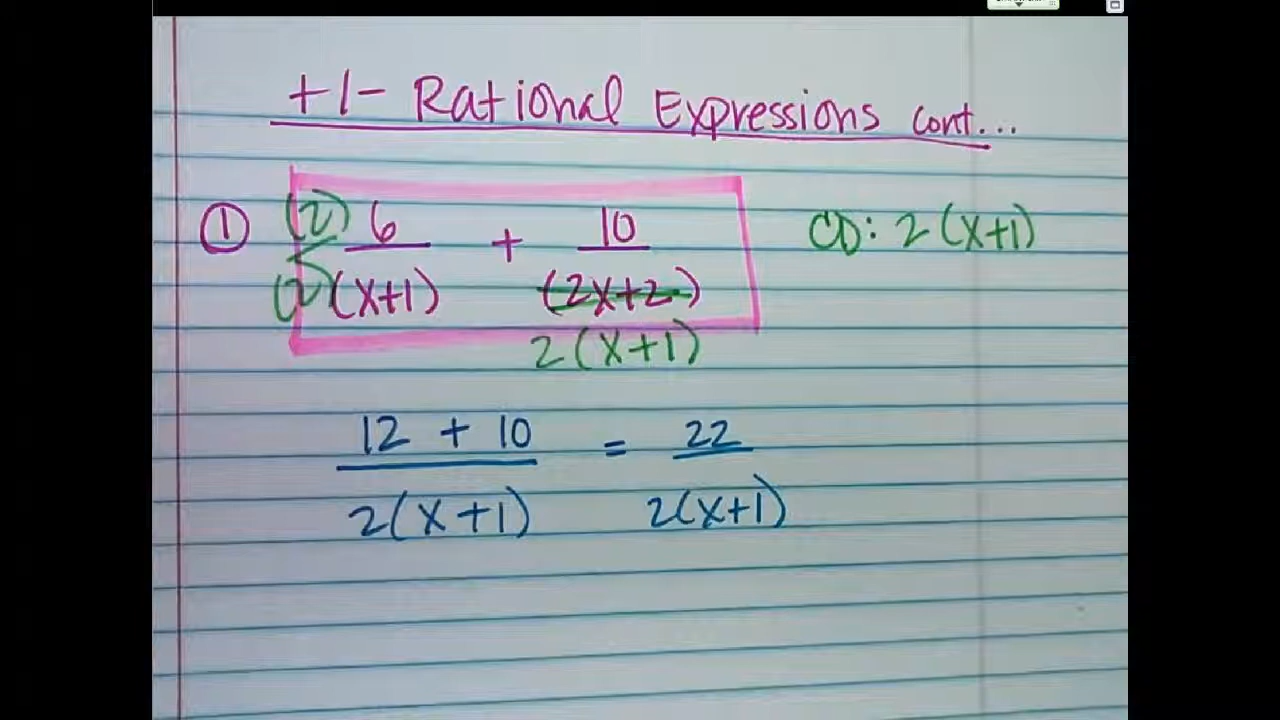 +/- Rational Expressions cont...
① (2) 6 + 10 CD: 2(x+1)
(2) (x+1) (2x+2)
2(x+1)
12 + 10 = 22
2(x+1) 2(x+1)